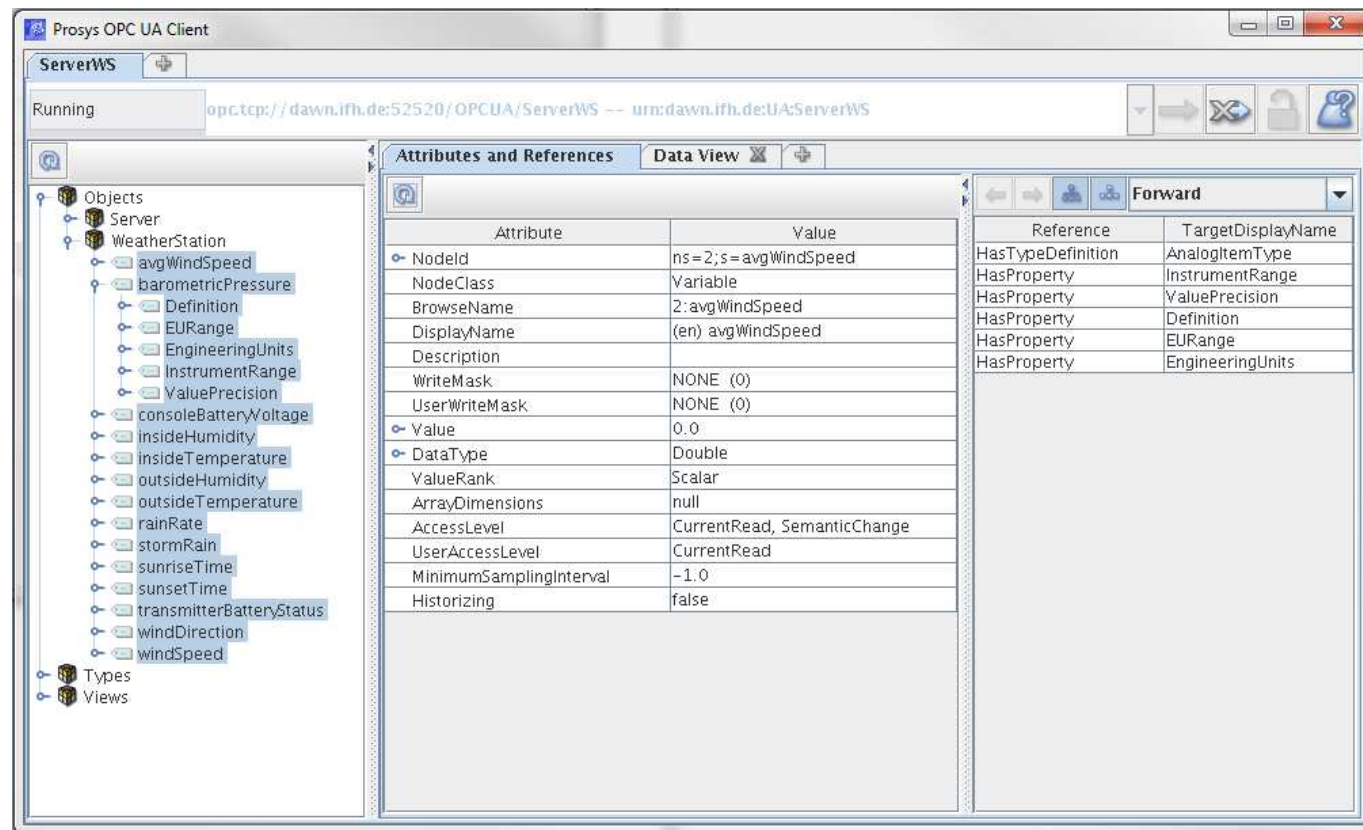 Prosys OPC UA Client
ServerWS
Running
opc.tcp://dawn.ifh.de:52520/OPCUA/ServerWS -- urn:dawn.ifh.de:UA:ServerWS
Objects
Server
WeatherStation
avgWindSpeed
barometricPressure
Definition
EURange
EngineeringUnits
InstrumentRange
ValuePrecision
consoleBatteryVoltage
insideHumidity
insideTemperature
outsideHumidity
outsideTemperature
rainRate
stormRain
sunriseTime
sunsetTime
transmitterBatteryStatus
windDirection
windSpeed
Types
Views
Attributes and References Data View
Attribute Value
NodeId ns=2;s=avgWindSpeed
NodeClass Variable
BrowseName 2:avgWindSpeed
DisplayName (en) avgWindSpeed
Description
WriteMask NONE (0)
UserWriteMask NONE (0)
Value 0.0
DataType Double
ValueRank Scalar
ArrayDimensions null
AccessLevel CurrentRead, SemanticChange
UserAccessLevel CurrentRead
MinimumSamplingInterval -1.0
Historizing false
Forward
Reference TargetDisplayName
HasTypeDefinition AnalogItemType
HasProperty InstrumentRange
HasProperty ValuePrecision
HasProperty Definition
HasProperty EURange
HasProperty EngineeringUnits